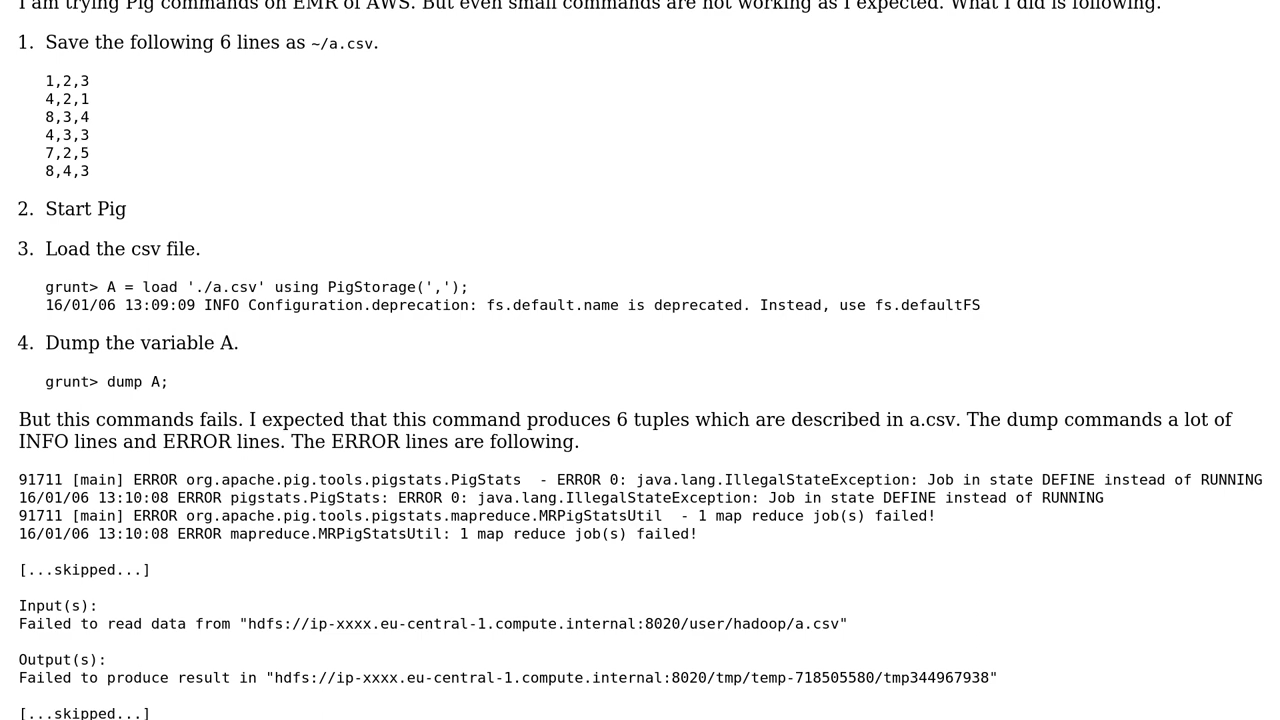 I am trying Pig commands on EMR of AWS. But even small commands are not working as I expected. What I did is following.
1. Save the following 6 lines as ~/a.csv.
1,2,3
4,2,1
8,3,4
4,3,3
7,2,5
8,4,3
2. Start Pig
3. Load the csv file.
grunt> A = load './a.csv' using PigStorage(',');
16/01/06 13:09:09 INFO Configuration.deprecation: fs.default.name is deprecated. Instead, use fs.defaultFS
4. Dump the variable A.
grunt> dump A;
But this commands fails. I expected that this command produces 6 tuples which are described in a.csv. The dump commands a lot of
INFO lines and ERROR lines. The ERROR lines are following.
91711 [main] ERROR org.apache.pig.tools.pigstats.PigStats  - ERROR 0: java.lang.IllegalStateException: Job in state DEFINE instead of RUNNING
16/01/06 13:10:08 ERROR pigstats.PigStats: ERROR 0: java.lang.IllegalStateException: Job in state DEFINE instead of RUNNING
91711 [main] ERROR org.apache.pig.tools.pigstats.mapreduce.MRPigStatsUtil  - 1 map reduce job(s) failed!
16/01/06 13:10:08 ERROR mapreduce.MRPigStatsUtil: 1 map reduce job(s) failed!
[...skipped...]
Input(s):
Failed to read data from "hdfs://ip-xxxx.eu-central-1.compute.internal:8020/user/hadoop/a.csv"
Output(s):
Failed to produce result in "hdfs://ip-xxxx.eu-central-1.compute.internal:8020/tmp/temp-718505580/tmp344967938"
[...skipped...]